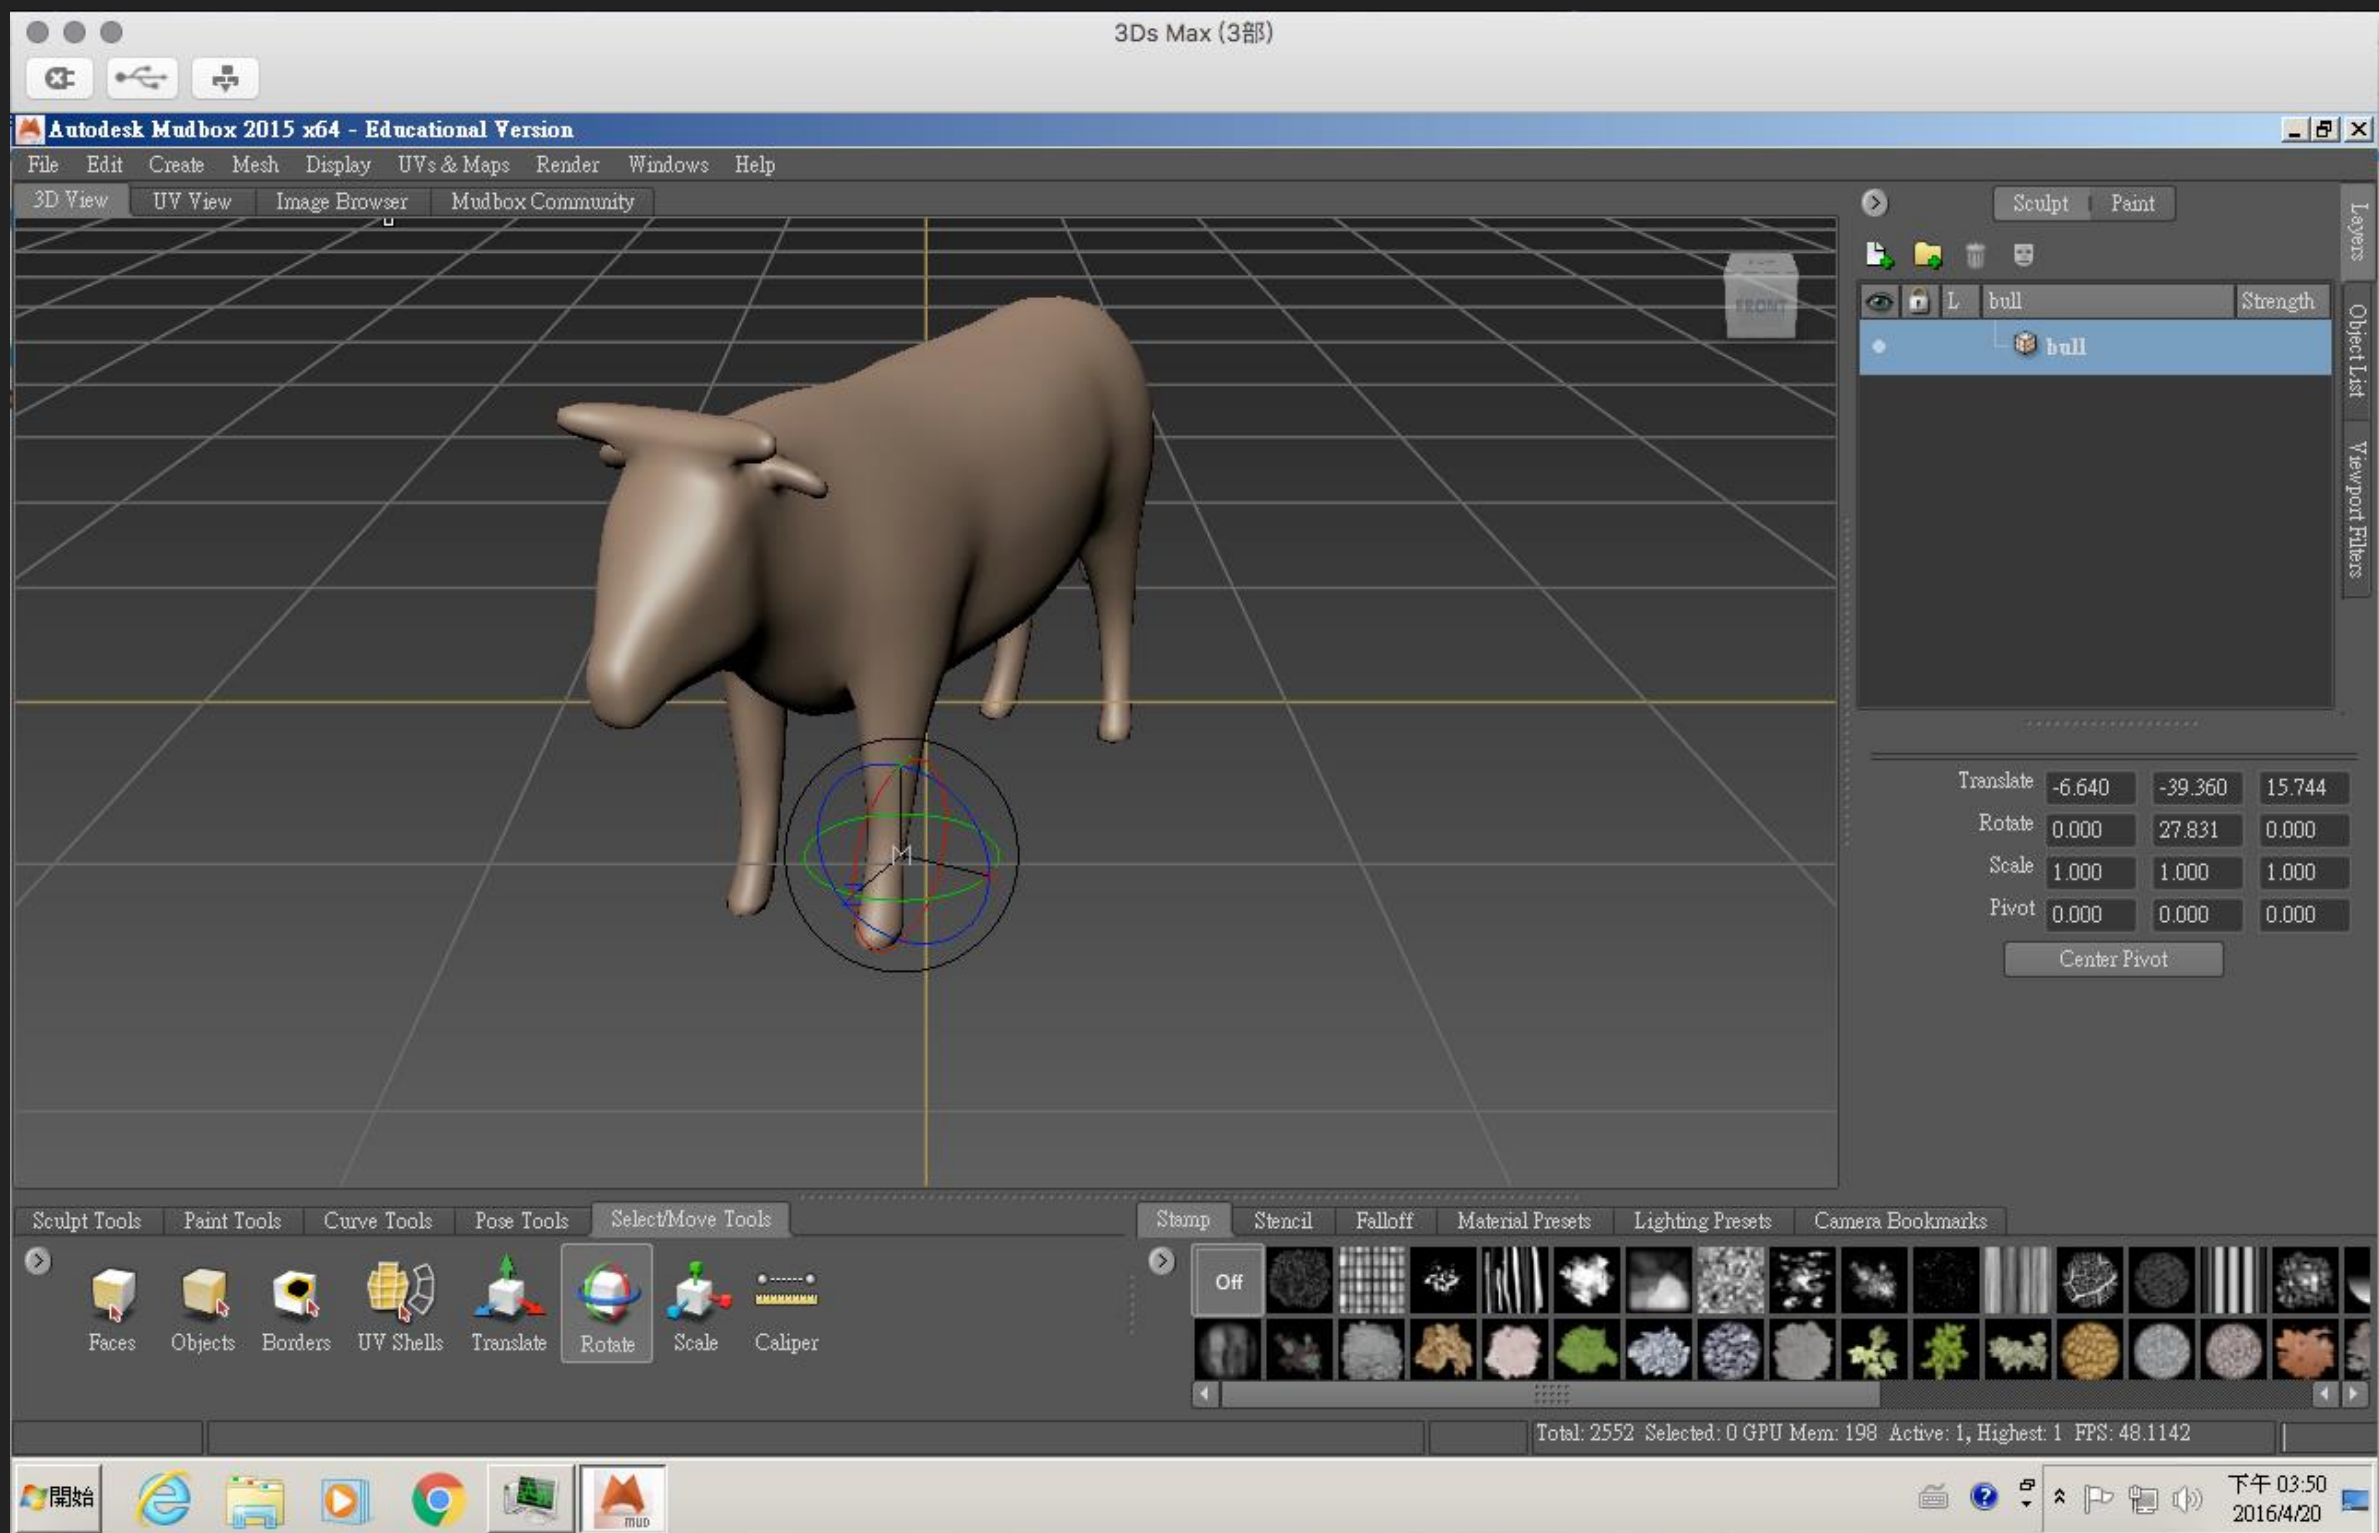 3Ds Max (3部)
Autodesk Mudbox 2015 x64 - Educational Version
File Edit Create Mesh Display UVs & Maps Render Windows Help
3D View UV View Image Browser Mudbox Community
Sculpt Paint
Layers
Object List
Viewport Filters
FRONT
L bull Strength
bull
Translate -6.640 -39.360 15.744
Rotate 0.000 27.831 0.000
Scale 1.000 1.000 1.000
Pivot 0.000 0.000 0.000
Center Pivot
M
Z
Sculpt Tools Paint Tools Curve Tools Pose Tools Select/Move Tools
Faces Objects Borders UV Shells Translate Rotate Scale Caliper
Stamp Stencil Falloff Material Presets Lighting Presets Camera Bookmarks
Off
Total: 2552 Selected: 0 GPU Mem: 198 Active: 1, Highest: 1 FPS: 48.1142
開始
MUD
下午 03:50
2016/4/20